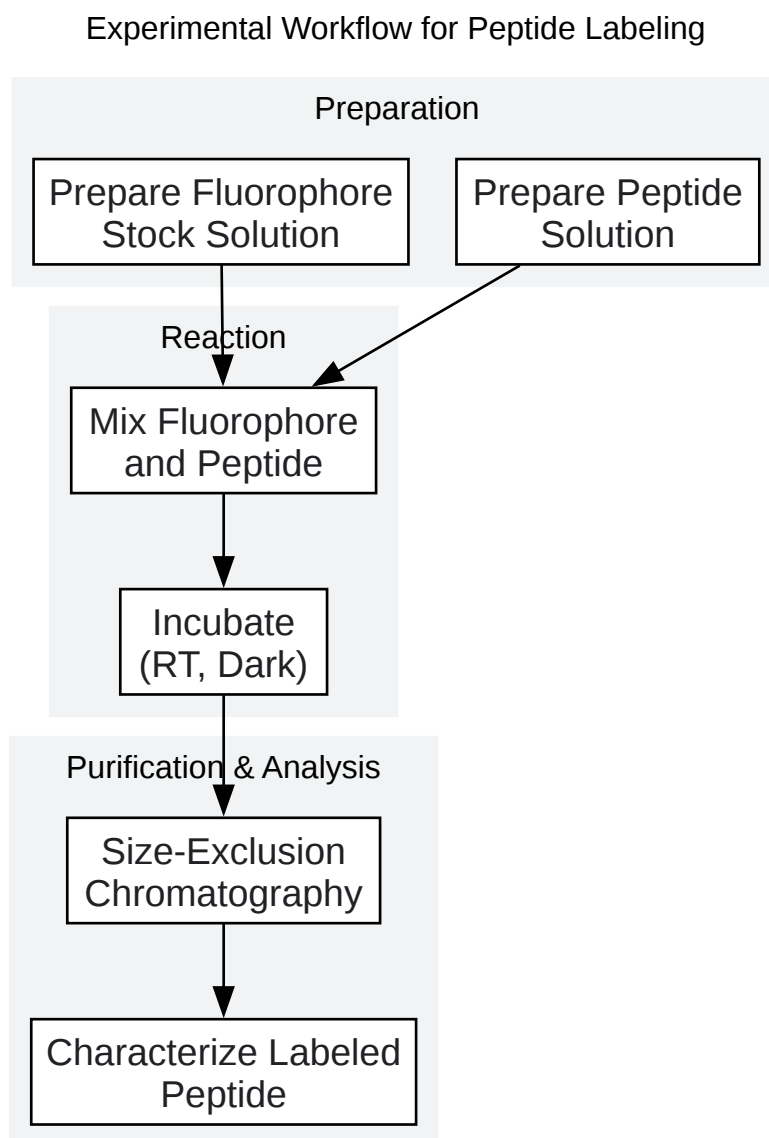 Experimental Workflow for Peptide Labeling
Preparation
Prepare Fluorophore
Stock Solution
Prepare Peptide
Solution
Reaction
Mix Fluorophore
and Peptide
Incubate
(RT, Dark)
Purification & Analysis
Size-Exclusion
Chromatography
Characterize Labeled
Peptide